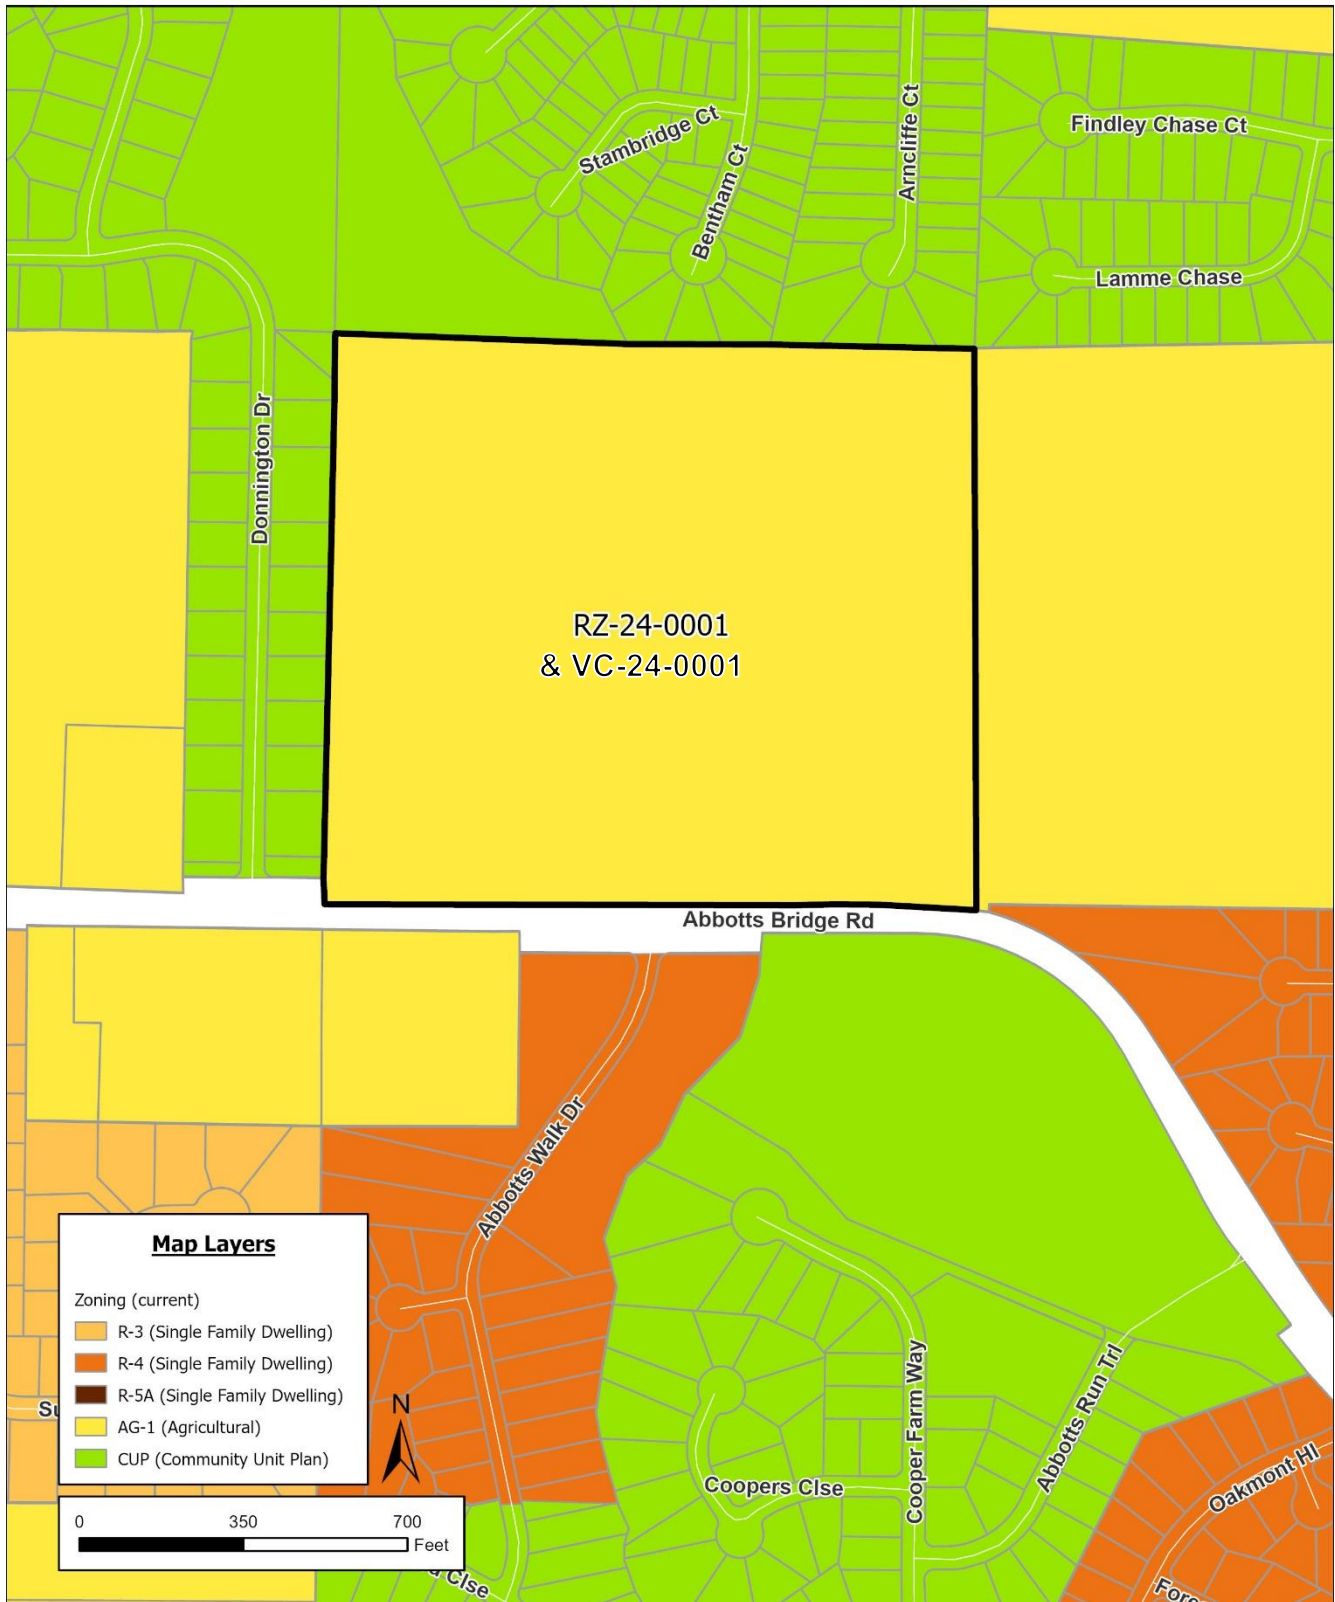 Stambridge Ct
Bentham Ct
Arncliffe Ct
Findley Chase Ct
Lamme Chase
Donnington Dr
RZ-24-0001
& VC-24-0001
Abbotts Bridge Rd
Abbotts Walk Dr
Map Layers
Zoning (current)
R-3 (Single Family Dwelling)
R-4 (Single Family Dwelling)
R-5A (Single Family Dwelling)
AG-1 (Agricultural)
CUP (Community Unit Plan)
N
Su
Cooper Farm Way
Abbotts Run Trl
Coopers Clse
Oakmont Hl
0 350 700
Feet
Clse